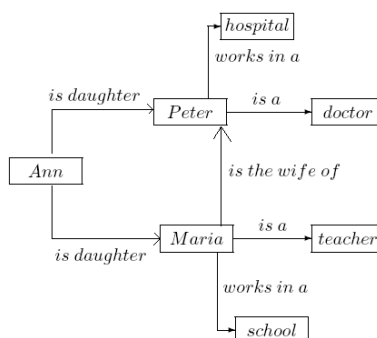 hospital
works in a
is daughter
Peter
is a
doctor
Ann
is the wife of
is daughter
Maria
is a
teacher
works in a
school